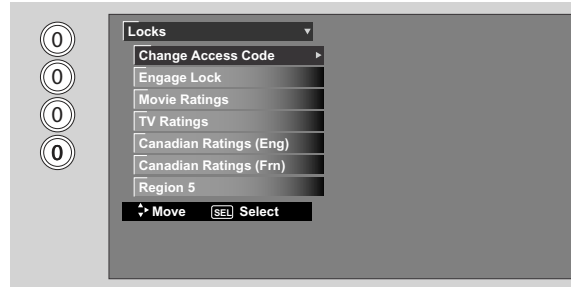 0
0
0
0
Locks
Change Access Code
Engage Lock
Movie Ratings
TV Ratings
Canadian Ratings (Eng)
Canadian Ratings (Frn)
Region 5
Move SEL Select